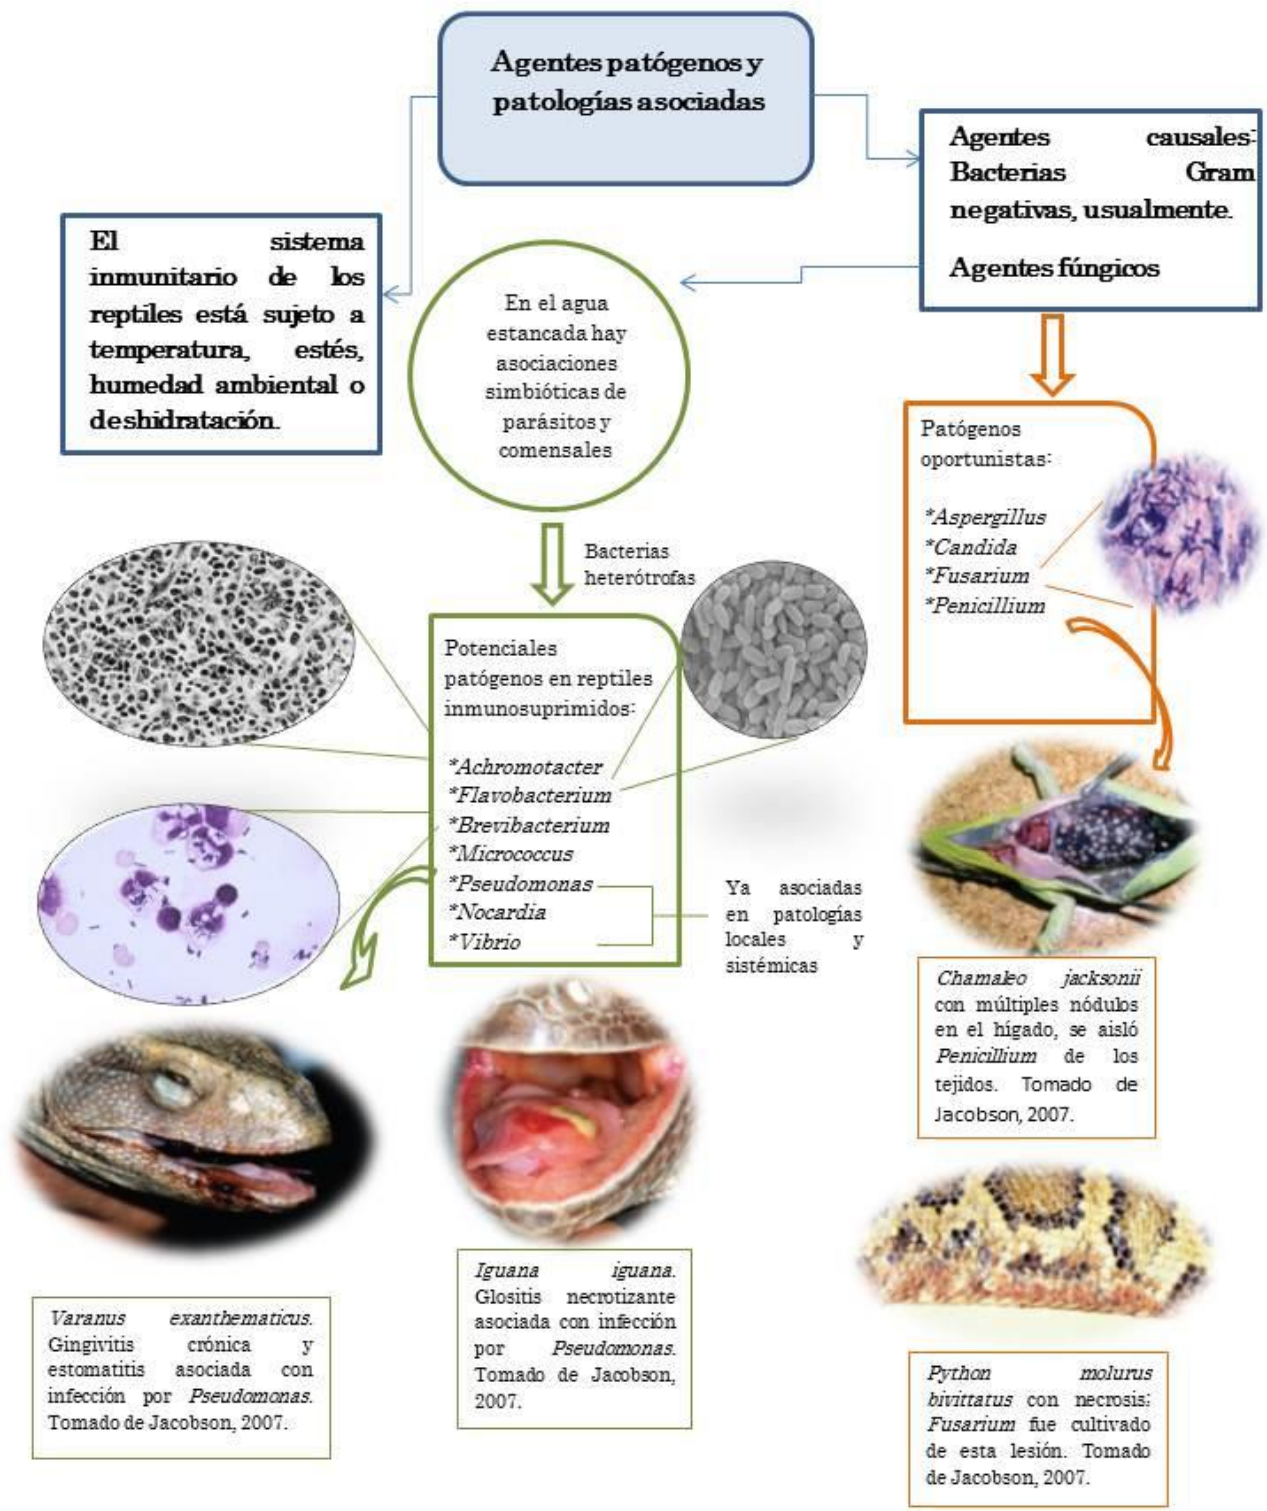 Agentes patógenos y
patologías asociadas
Agentes causales:
Bacterias Gram
negativas, usualmente.
Agentes fúngicos
El sistema
inmunitario de los
reptiles está sujeto a
temperatura, estés,
humedad ambiental o
deshidratación.
En el agua
estancada hay
asociaciones
simbióticas de
parásitos y
comensales
Patógenos
oportunistas:
*Aspergillus
*Candida
*Fusarium
*Penicillium
Bacterias
heterótrofas
Potenciales
patógenos en reptiles
inmunosuprimidos:
*Achromotacter
*Flavobacterium
*Brevibacterium
*Micrococcus
*Pseudomonas
*Nocardia
*Vibrio
Ya asociadas
en patologías
locales y
sistémicas
Chamaleo jacksonii
con múltiples nódulos
en el hígado, se aisló
Penicillium de los
tejidos. Tomado de
Jacobson, 2007.
Varanus exanthematicus.
Gingivitis crónica y
estomatitis asociada con
infección por Pseudomonas.
Tomado de Jacobson, 2007.
Iguana iguana.
Glositis necrotizante
asociada con infección
por Pseudomonas.
Tomado de Jacobson,
2007.
Python molurus
bivittatus con necrosis;
Fusarium fue cultivado
de esta lesión. Tomado
de Jacobson, 2007.